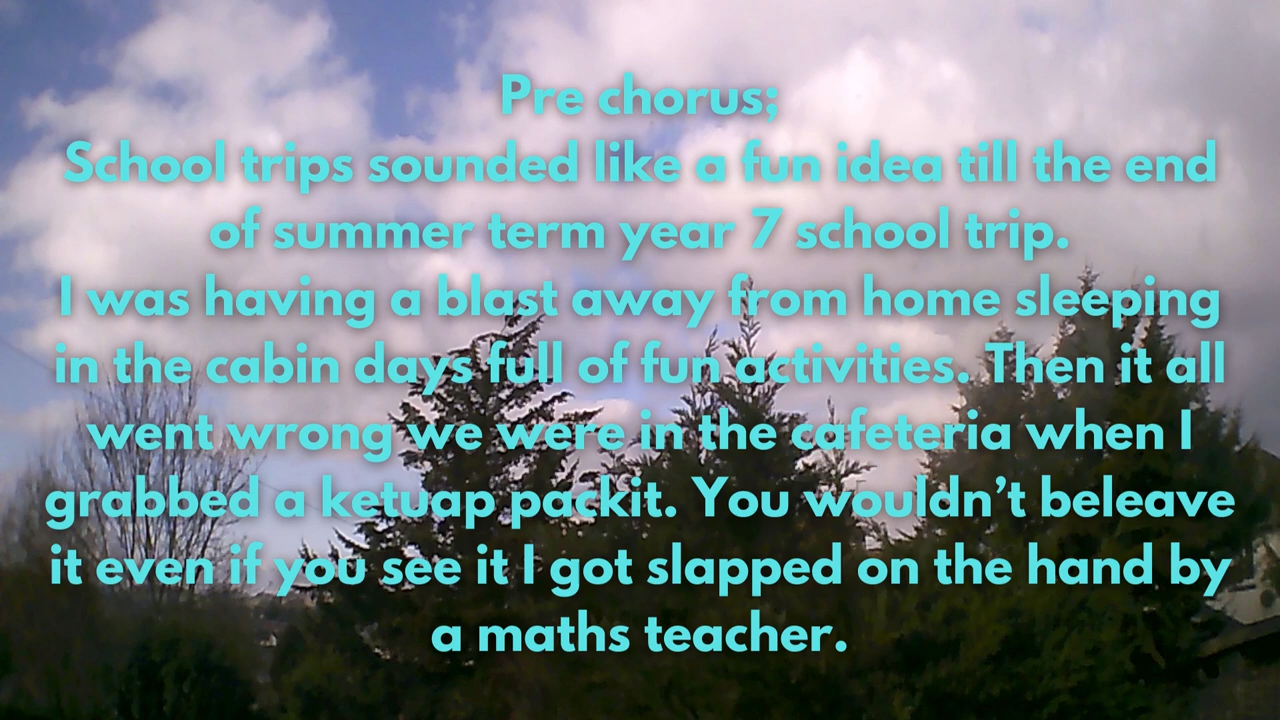 Pre chorus;
School trips sounded like a fun idea till the end
of summer term year 7 school trip.
I was having a blast away from home sleeping
in the cabin days full of fun activities. Then it all
went wrong we were in the cafeteria when I
grabbed a ketuap packit. You wouldn’t beleave
it even if you see it I got slapped on the hand by
a maths teacher.